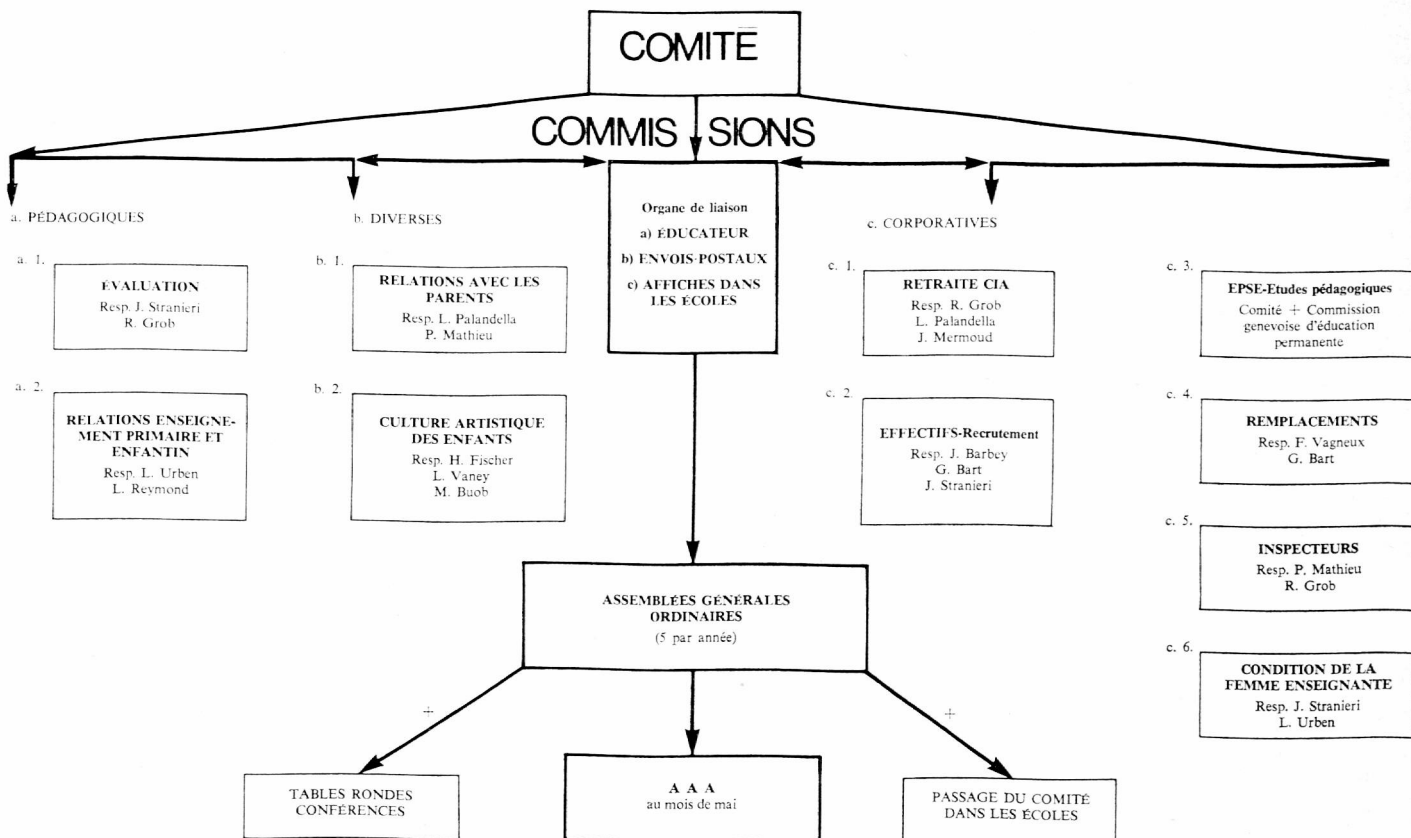 COMITÉ
COMMIS SIONS
a. PÉDAGOGIQUES
a. 1.
ÉVALUATION
Resp. J. Stranieri
R. Grob
a. 2.
RELATIONS ENSEIGNE-
MENT PRIMAIRE ET
ENFANTIN
Resp. L. Urben
L. Reymond
b. DIVERSES
b. 1.
RELATIONS AVEC LES
PARENTS
Resp. L. Palandella
P. Mathieu
b. 2.
CULTURE ARTISTIQUE
DES ENFANTS
Resp. H. Fischer
L. Vaney
M. Buob
Organe de liaison
a) ÉDUCATEUR
b) ENVOIS-POSTAUX
c) AFFICHES DANS
LES ÉCOLES
c. CORPORATIVES
c. 1.
RETRAITE CIA
Resp. R. Grob
L. Palandella
J. Mermoud
c. 2.
EFFECTIFS-Recrutement
Resp. J. Barbey
G. Bart
J. Stranieri
c. 3.
EPSE-Etudes pédagogiques
Comité + Commission
genevoise d'éducation
permanente
c. 4.
REMPLACEMENTS
Resp. F. Vagneux
G. Bart
c. 5.
INSPECTEURS
Resp. P. Mathieu
R. Grob
c. 6.
CONDITION DE LA
FEMME ENSEIGNANTE
Resp. J. Stranieri
L. Urben
ASSEMBLÉES GÉNÉRALES
ORDINAIRES
(5 par année)
+
+
TABLES RONDES
CONFÉRENCES
A A A
au mois de mai
PASSAGE DU COMITÉ
DANS LES ÉCOLES